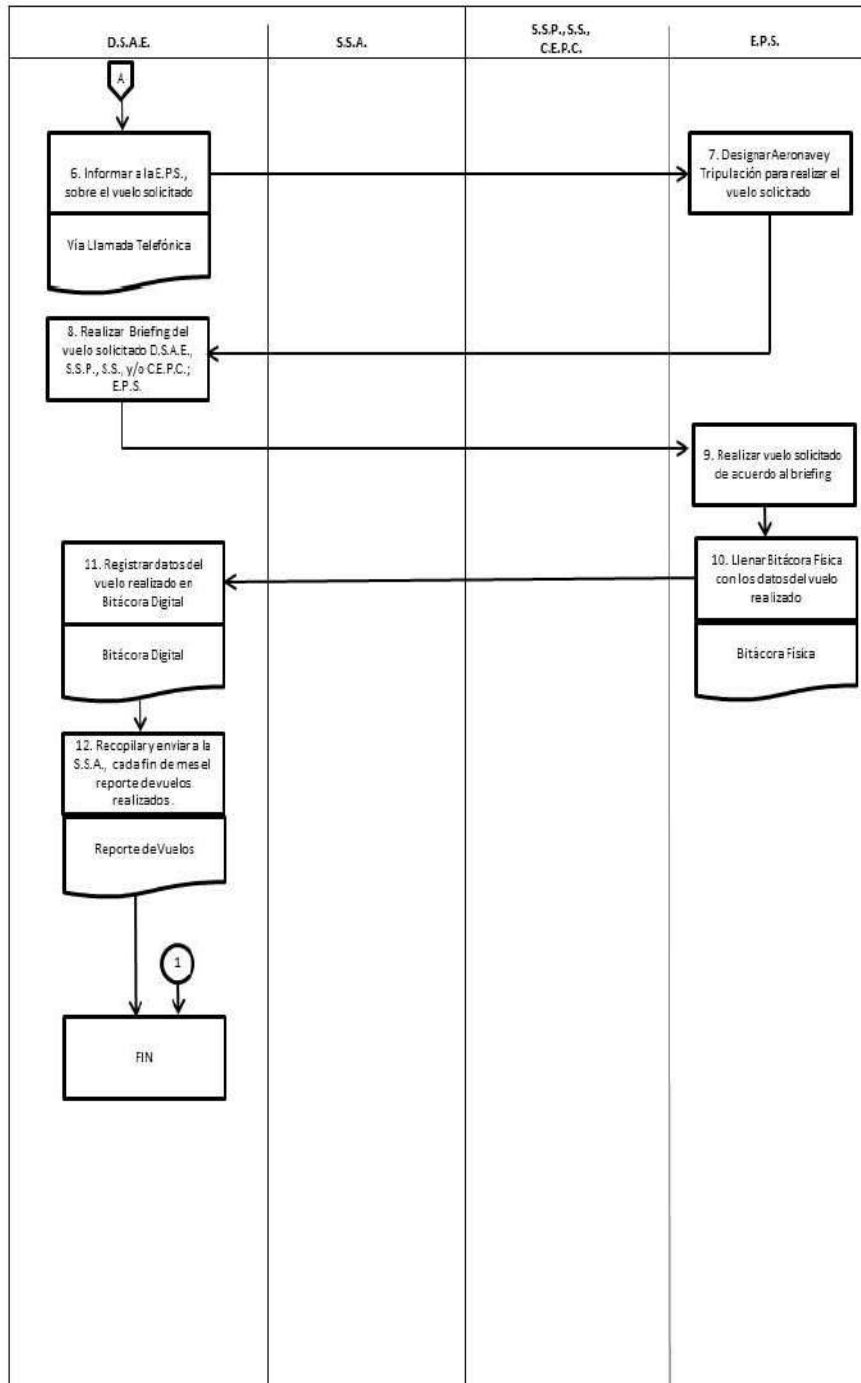 D.S.A.E.
S.S.A.
S.S.P., S.S.,
C.E.P.C.
E.P.S.
A
6. Informar a la E.P.S.,
sobre el vuelo solicitado
Vía Llamada Telefónica
7. Designar Aeronave y
Tripulación para realizar el
vuelo solicitado
8. Realizar Briefing del
vuelo solicitado D.S.A.E.,
S.S.P., S.S., y/o C.E.P.C.;
E.P.S.
9. Realizar vuelo solicitado
de acuerdo al briefing
10. Llenar Bitácora Física
con los datos del vuelo
realizado
Bitácora Física
11. Registrar datos del
vuelo realizado en
Bitácora Digital
Bitácora Digital
12. Recopilar y enviar a la
S.S.A., cada fin de mes el
reporte de vuelos
realizados.
Reporte de Vuelos
1
FIN